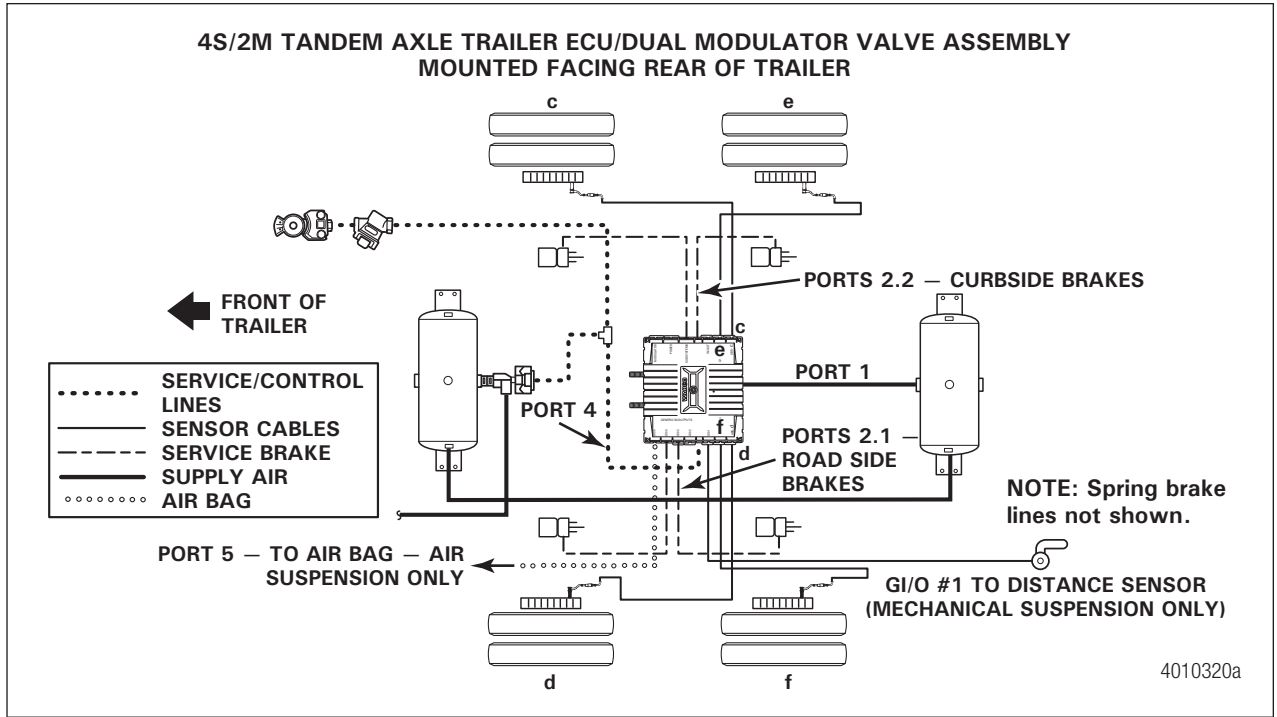 4S/2M TANDEM AXLE TRAILER ECU/DUAL MODULATOR VALVE ASSEMBLY
MOUNTED FACING REAR OF TRAILER
c
e
PORTS 2.2 — CURBSIDE BRAKES
FRONT OF
TRAILER
c
e
PORT 1
SERVICE/CONTROL
LINES
SENSOR CABLES
SERVICE BRAKE
SUPPLY AIR
AIR BAG
PORT 4
f
d
PORTS 2.1 —
ROAD SIDE
BRAKES
NOTE: Spring brake
lines not shown.
PORT 5 — TO AIR BAG — AIR
SUSPENSION ONLY
GI/O #1 TO DISTANCE SENSOR
(MECHANICAL SUSPENSION ONLY)
d
f
4010320a